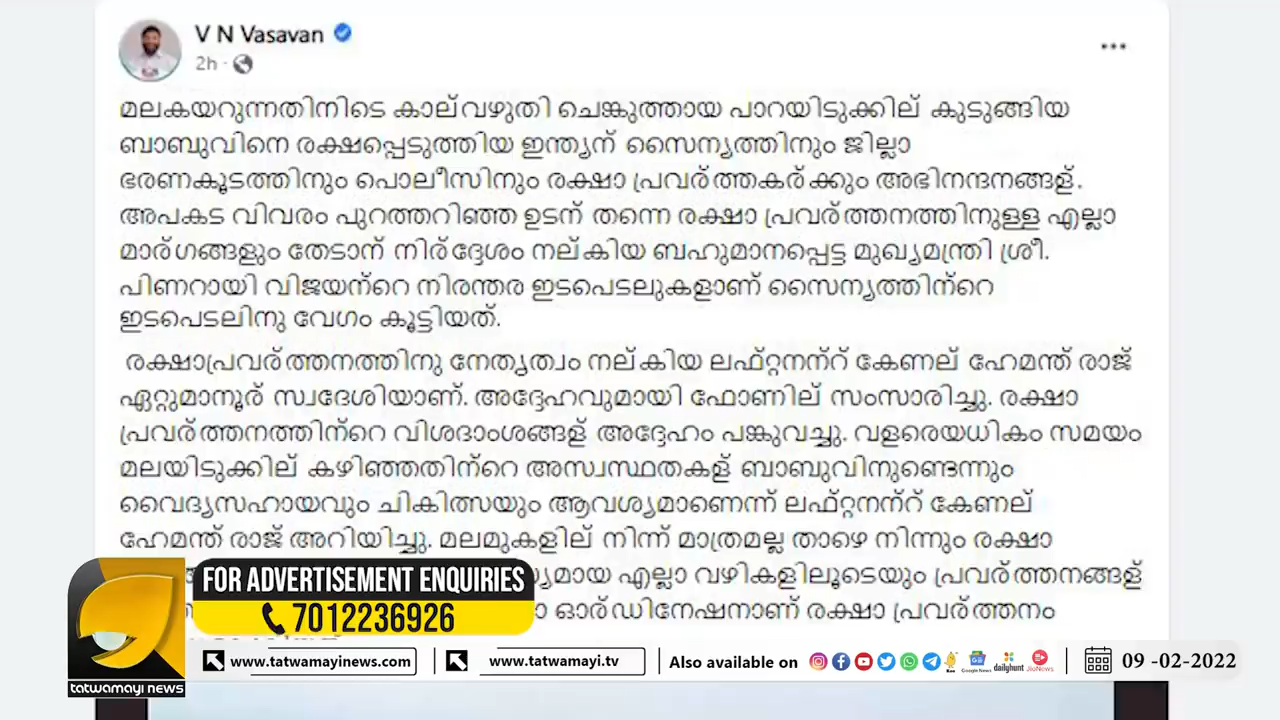 V N Vasavan
2h
മലകയറുന്നതിനിടെ കാല്‌വഴുതി ചെങ്കുത്തായ പാറയിടുക്കില്‌ കുടുങ്ങിയ
ബാബുവിനെ രക്ഷപ്പെടുത്തിയ ഇന്ത്യന്‌ സൈന്യത്തിനും ജില്ലാ
ഭരണകൂടത്തിനും പൊലീസിനും രക്ഷാ പ്രവര്‌ത്തകര്‌ക്കും അഭിനന്ദനങ്ങള്‌.
അപകട വിവരം പുറത്തറിഞ്ഞ ഉടന്‌ തന്നെ രക്ഷാ പ്രവര്‌ത്തനത്തിനുള്ള എല്ലാ
മാര്‌ഗങ്ങളും തേടാന്‌ നിര്‌ദ്ദേശം നല്‌കിയ ബഹുമാനപ്പെട്ട മുഖ്യമന്ത്രി ശ്രീ.
പിണറായി വിജയന്‌റെ നിരന്തര ഇടപെടലുകളാണ് സൈന്യത്തിന്‌റെ
ഇടപെടലിനു വേഗം കൂട്ടിയത്.
രക്ഷാപ്രവര്‌ത്തനത്തിനു നേതൃത്വം നല്‌കിയ ലഫ്റ്റനന്‌റ് കേണല്‌ ഹേമന്ത് രാജ്
ഏറ്റുമാനൂര്‌ സ്വദേശിയാണ്. അദ്ദേഹവുമായി ഫോണില്‌ സംസാരിച്ചു. രക്ഷാ
പ്രവര്‌ത്തനത്തിന്‌റെ വിശദാംശങ്ങള്‌ അദ്ദേഹം പങ്കുവച്ചു. വളരെയധികം സമയം
മലയിടുക്കില്‌ കഴിഞ്ഞതിന്‌റെ അസ്വസ്ഥതകള്‌ ബാബുവിനുണ്ടെന്നും
വൈദ്യസഹായവും ചികിത്സയും ആവശ്യമാണെന്ന് ലഫ്റ്റനന്‌റ് കേണല്‌
ഹേമന്ത് രാജ് അറിയിച്ചു. മലമുകളില്‌ നിന്ന് മാത്രമല്ല താഴെ നിന്നും രക്ഷാ
എല്ലാ വഴികളിലൂടെയും പ്രവര്‌ത്തനങ്ങള്‌
ഓര്‌ഡിനേഷനാണ് രക്ഷാ പ്രവര്‌ത്തനം
FOR ADVERTISEMENT ENQUIRIES
7012236926
tatwamayi news
www.tatwamayinews.com
www.tatwamayi.tv
Also available on
Koo
Google News
dailyhunt
JioNews
09 -02-2022